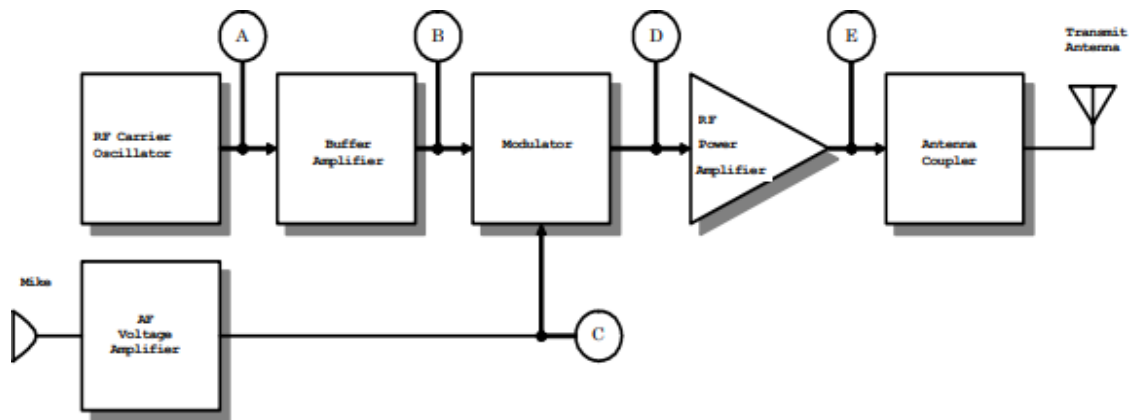 A
B
D
E
Transmit
Antenna
RF Carrier
Oscillator
Buffer
Amplifier
Modulator
RF
Power
Amplifier
Antenna
Coupler
Mike
AF
Voltage
Amplifier
C